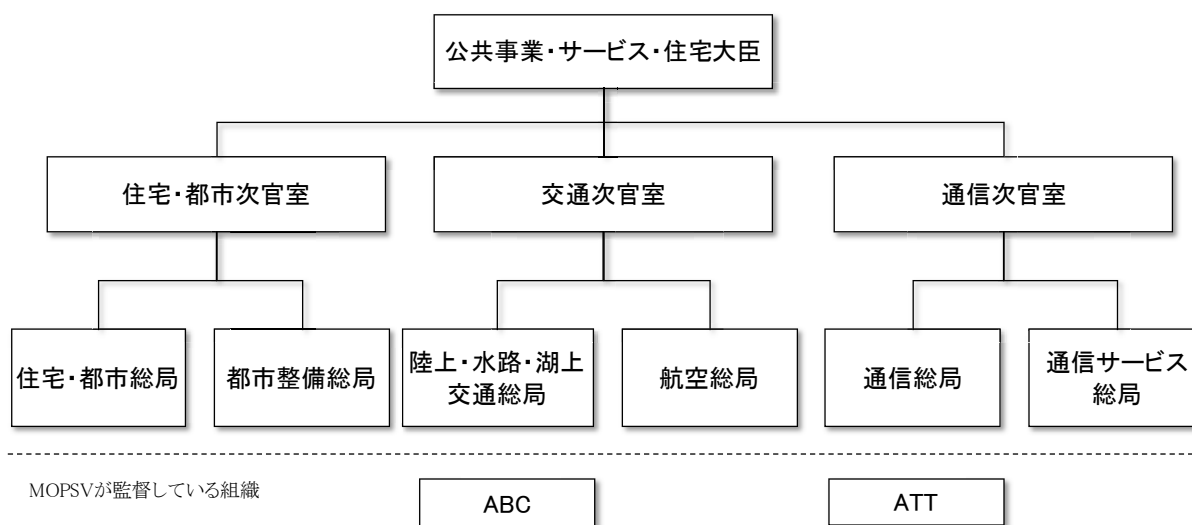 公共事業・サービス・住宅大臣
住宅・都市次官室
交通次官室
通信次官室
住宅・都市総局
都市整備総局
陸上・水路・湖上
交通総局
航空総局
通信総局
通信サービス
総局
MOPSVが監督している組織
ABC
ATT